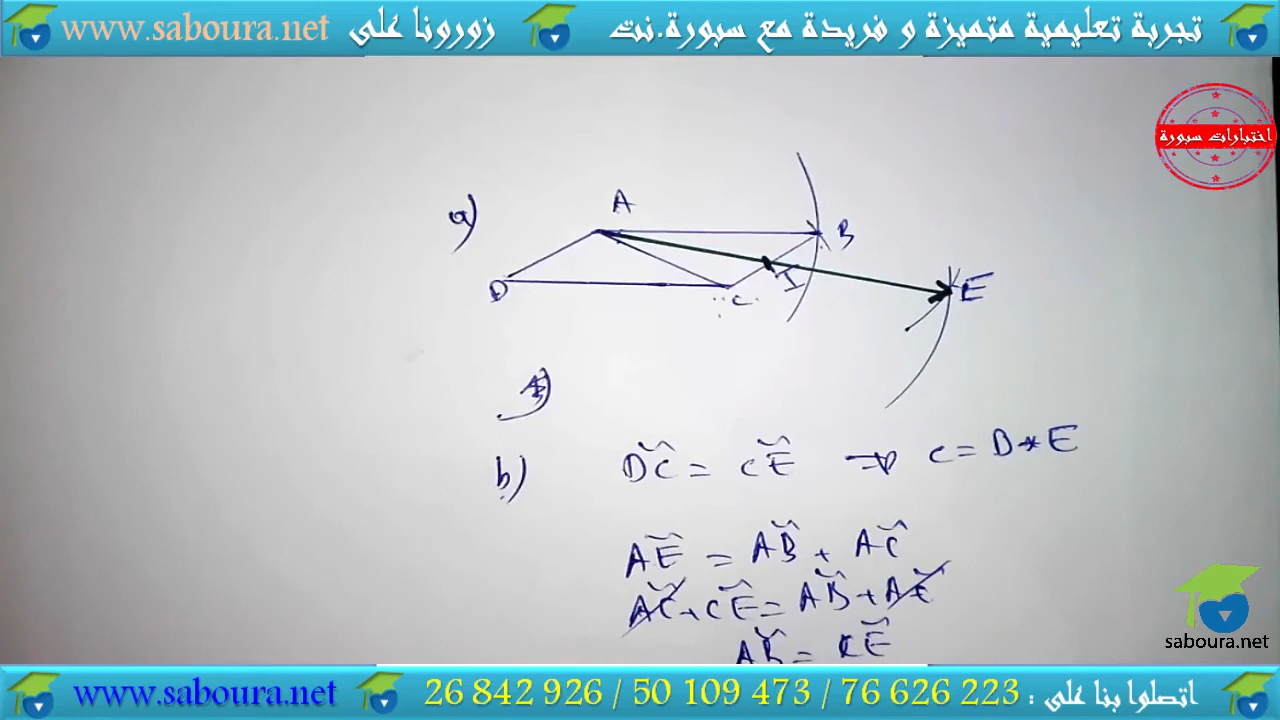 www.saboura.net زورونا على تجربة تعليمية متميزة و فريدة مع سبورة.نت
اختبارات سبورة
a)
A
B
I
E
D
C
b) DC = CE ⇒ C = D * E
AE = AB + AC
AC + CE = AB + AC
AB = CE
saboura.net
www.saboura.net 26 842 926 / 50 109 473 / 76 626 223 : اتصلوا بنا على